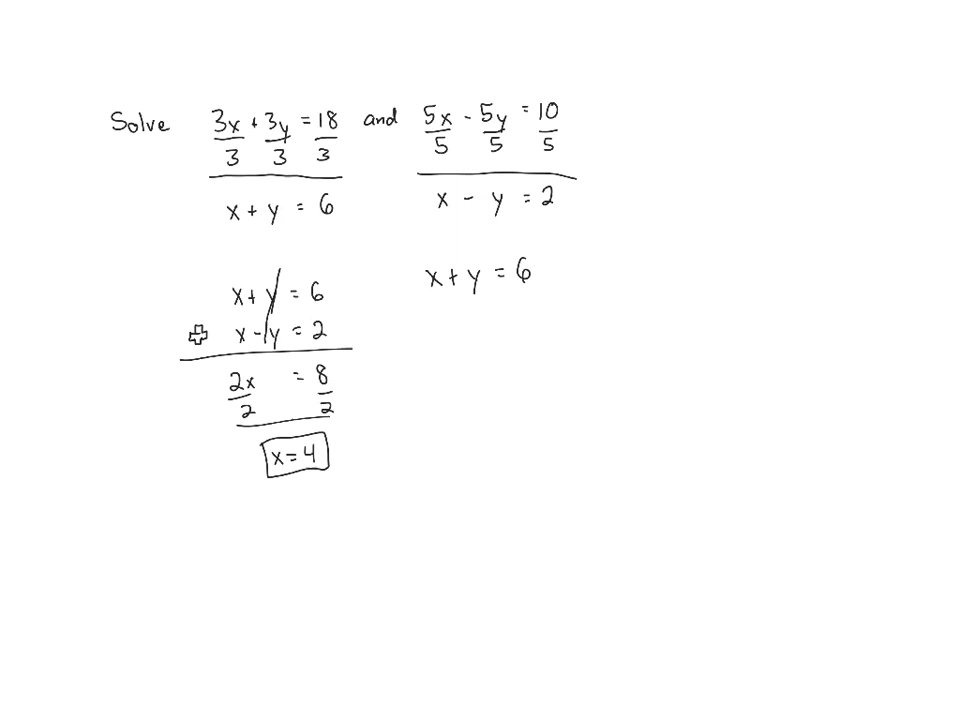 Solve 3x + 3y = 18 and 5x - 5y = 10
3 3 3 5 5 5
x + y = 6 x - y = 2
x + y = 6
x + y = 6
+ x - y = 2
2x = 8
2 2
x = 4